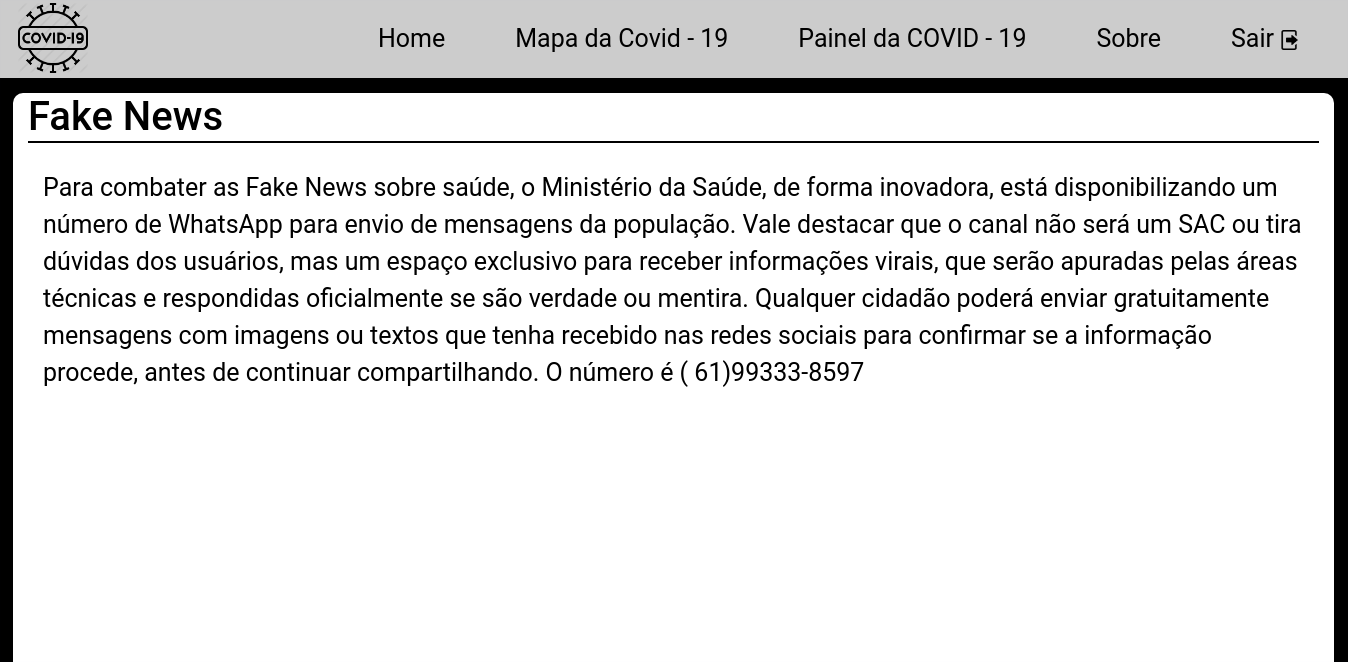 COVID-19
Home
Mapa da Covid - 19
Painel da COVID - 19
Sobre
Sair
Fake News
Para combater as Fake News sobre saúde, o Ministério da Saúde, de forma inovadora, está disponibilizando um
número de WhatsApp para envio de mensagens da população. Vale destacar que o canal não será um SAC ou tira
dúvidas dos usuários, mas um espaço exclusivo para receber informações virais, que serão apuradas pelas áreas
técnicas e respondidas oficialmente se são verdade ou mentira. Qualquer cidadão poderá enviar gratuitamente
mensagens com imagens ou textos que tenha recebido nas redes sociais para confirmar se a informação
procede, antes de continuar compartilhando. O número é ( 61)99333-8597